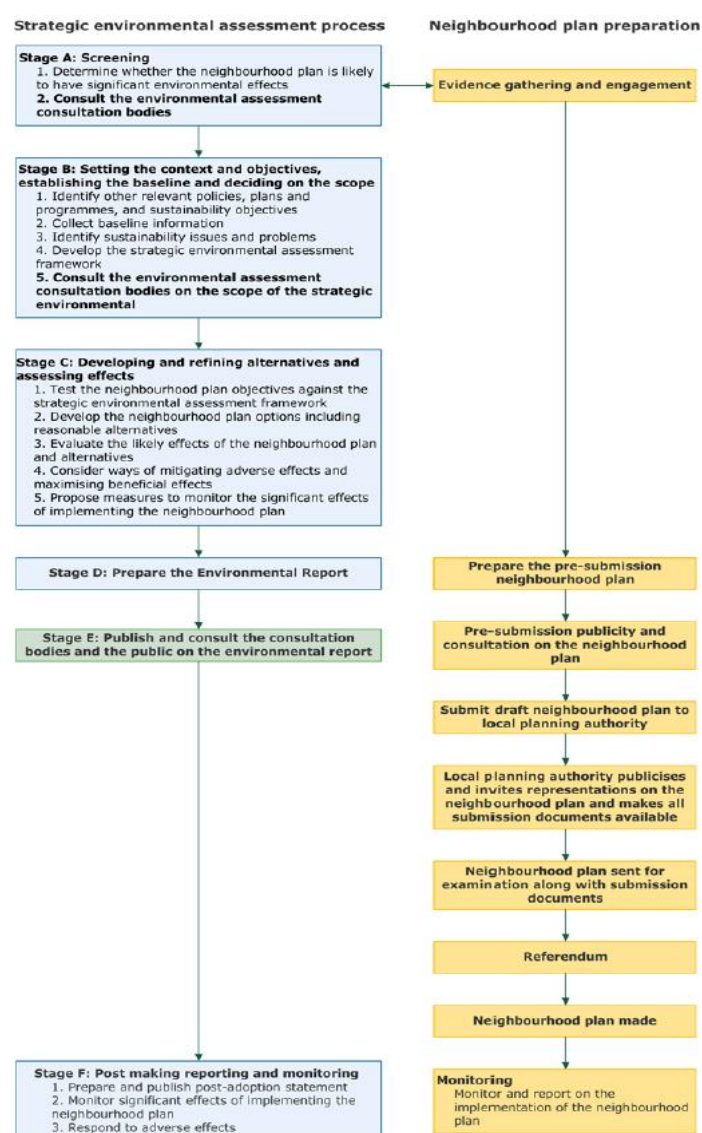 Strategic environmental assessment process
Neighbourhood plan preparation
Stage A: Screening
1. Determine whether the neighbourhood plan is likely
to have significant environmental effects
2. Consult the environmental assessment
consultation bodies
Evidence gathering and engagement
Stage B: Setting the context and objectives,
establishing the baseline and deciding on the scope
1. Identify other relevant policies, plans and
programmes, and sustainability objectives
2. Collect baseline information
3. Identify sustainability issues and problems
4. Develop the strategic environmental assessment
framework
5. Consult the environmental assessment
consultation bodies on the scope of the strategic
environmental
Stage C: Developing and refining alternatives and
assessing effects
1. Test the neighbourhood plan objectives against the
strategic environmental assessment framework
2. Develop the neighbourhood plan options including
reasonable alternatives
3. Evaluate the likely effects of the neighbourhood plan
and alternatives
4. Consider ways of mitigating adverse effects and
maximising beneficial effects
5. Propose measures to monitor the significant effects
of implementing the neighbourhood plan
Stage D: Prepare the Environmental Report
Prepare the pre-submission
neighbourhood plan
Stage E: Publish and consult the consultation
bodies and the public on the environmental report
Pre-submission publicity and
consultation on the neighbourhood
plan
Submit draft neighbourhood plan to
local planning authority
Local planning authority publicises
and invites representations on the
neighbourhood plan and makes all
submission documents available
Neighbourhood plan sent for
examination along with submission
documents
Referendum
Neighbourhood plan made
Stage F: Post making reporting and monitoring
1. Prepare and publish post-adoption statement
2. Monitor significant effects of implementing the
neighbourhood plan
3. Respond to adverse effects
Monitoring
Monitor and report on the
implementation of the neighbourhood
plan